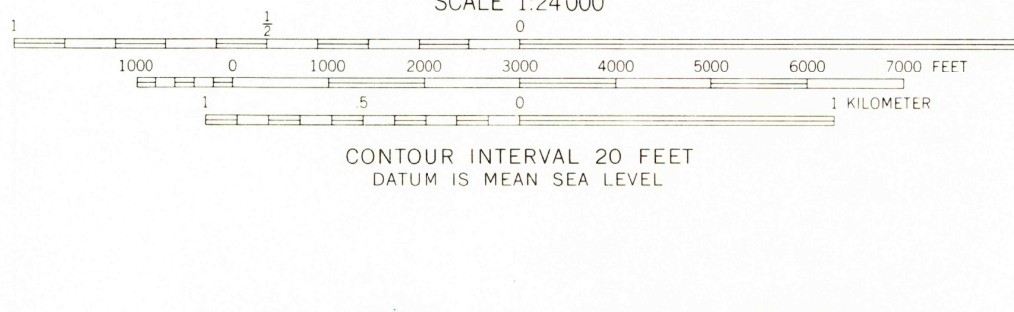 SCALE 1:24 000
1 1/2 0
1000 0 1000 2000 3000 4000 5000 6000 7000 FEET
1 .5 0 1 KILOMETER
CONTOUR INTERVAL 20 FEET
DATUM IS MEAN SEA LEVEL